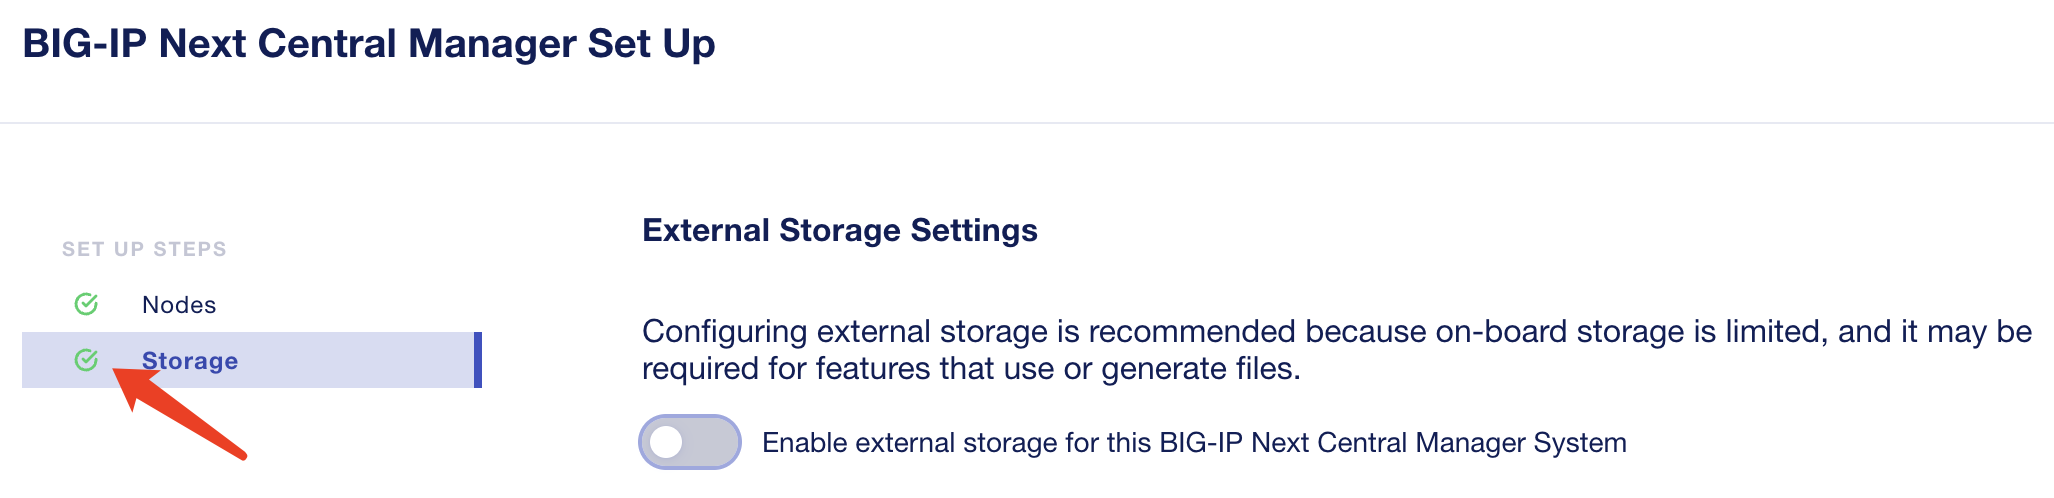 BIG-IP Next Central Manager Set Up
SET UP STEPS
Nodes
Storage
External Storage Settings
Configuring external storage is recommended because on-board storage is limited, and it may be
required for features that use or generate files.
Enable external storage for this BIG-IP Next Central Manager System